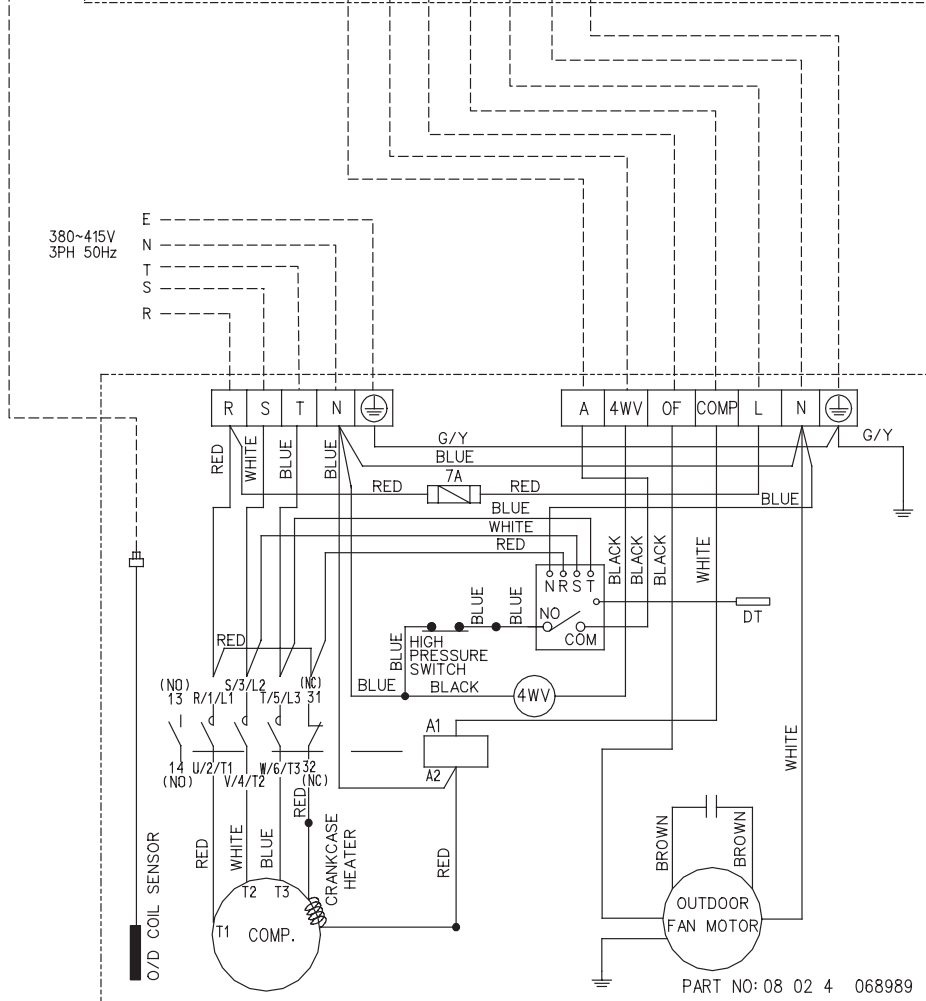 E
380~415V
3PH 50Hz
N
T
S
R
R S T N
A 4WV OF COMP L N
G/Y
G/Y
BLUE
RED
WHITE
BLUE
BLUE
7A
RED
RED
BLUE
BLUE
WHITE
RED
BLACK
BLACK
BLACK
WHITE
N R S T
NO
COM
DT
BLUE
BLUE
HIGH
PRESSURE
SWITCH
BLUE
RED
BLUE
BLACK
4WV
(NO)
13
R/1/L1
S/3/L2
T/5/L3
(NC)
31
A1
A2
14
(NO)
U/2/T1
V/4/T2
W/6/T3
32
(NC)
RED
WHITE
RED
WHITE
BLUE
CRANKCASE
HEATER
RED
BROWN
BROWN
T1
T2
T3
COMP.
OUTDOOR
FAN MOTOR
O/D COIL SENSOR
PART NO: 08 02 4 068989